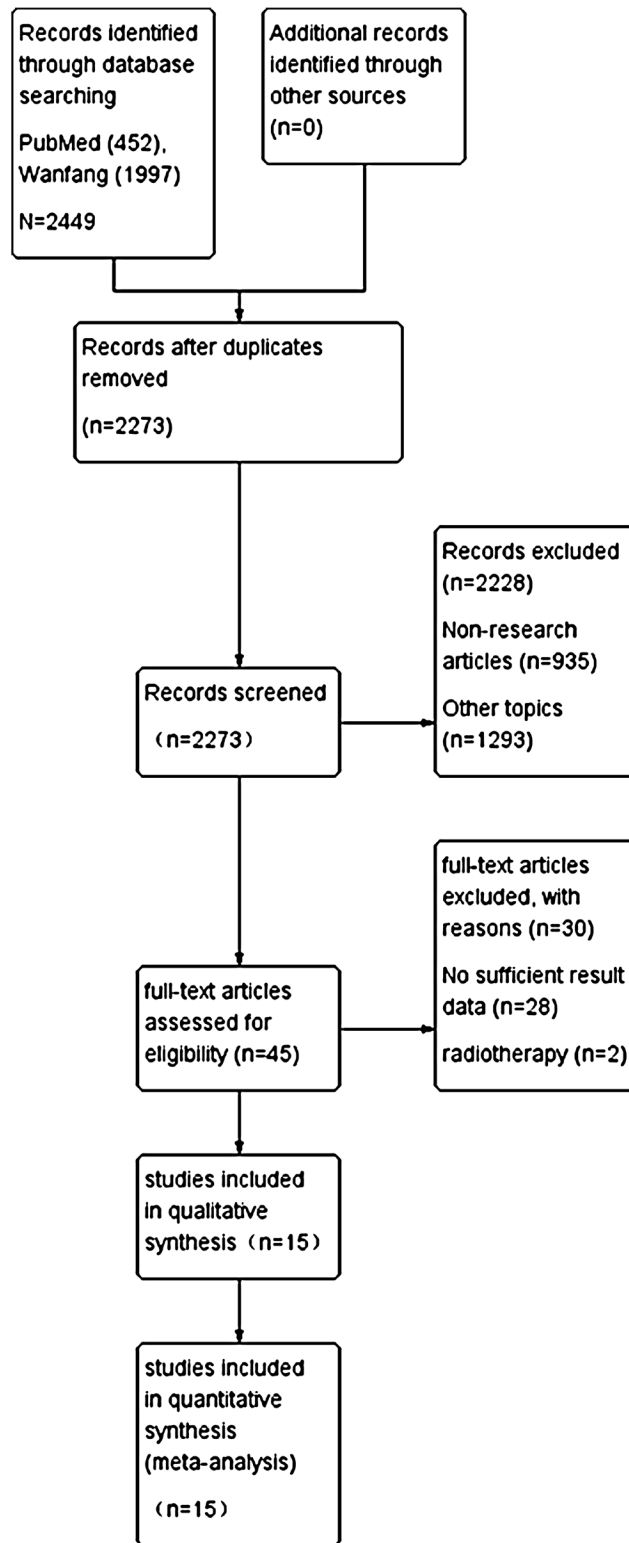 Records identified
through database
searching
PubMed (452),
Wanfang (1997)
N=2449
Additional records
identified through
other sources
(n=0)
Records after duplicates
removed
(n=2273)
Records excluded
(n=2228)
Non-research
articles (n=935)
Other topics
(n=1293)
Records screened
（n=2273）
full-text articles
excluded, with
reasons (n=30)
No sufficient result
data (n=28)
radiotherapy (n=2)
full-text articles
assessed for
eligibility (n=45)
studies included
in qualitative
synthesis（n=15）
studies included
in quantitative
synthesis
(meta-analysis)
（n=15）